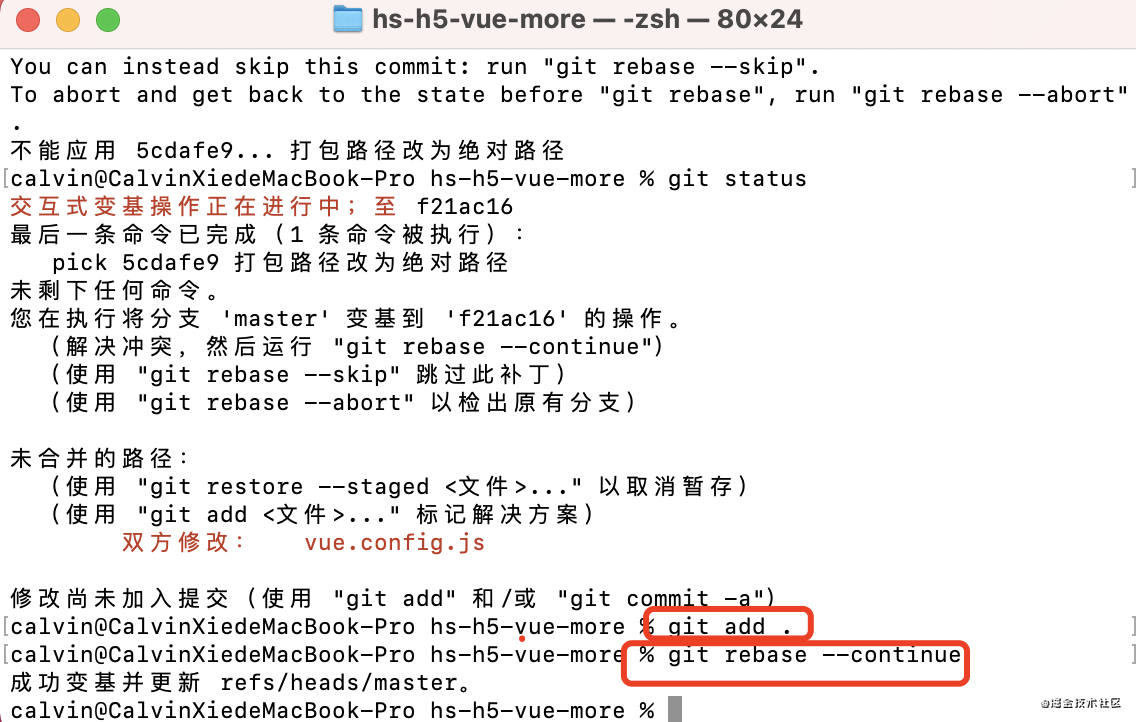 hs-h5-vue-more — -zsh — 80×24
You can instead skip this commit: run "git rebase --skip".
To abort and get back to the state before "git rebase", run "git rebase --abort"
.
不能应用 5cdafe9... 打包路径改为绝对路径
[calvin@CalvinXiedeMacBook-Pro hs-h5-vue-more % git status ]
交互式变基操作正在进行中；至 f21ac16
最后一条命令已完成（1 条命令被执行）：
pick 5cdafe9 打包路径改为绝对路径
未剩下任何命令。
您在执行将分支 'master' 变基到 'f21ac16' 的操作。
（解决冲突，然后运行 "git rebase --continue"）
（使用 "git rebase --skip" 跳过此补丁）
（使用 "git rebase --abort" 以检出原有分支）
未合并的路径：
（使用 "git restore --staged <文件>..." 以取消暂存）
（使用 "git add <文件>..." 标记解决方案）
双方修改： vue.config.js
修改尚未加入提交（使用 "git add" 和/或 "git commit -a"）
[calvin@CalvinXiedeMacBook-Pro hs-h5-vue-more % git add . ]
[calvin@CalvinXiedeMacBook-Pro hs-h5-vue-more % git rebase --continue ]
成功变基并更新 refs/heads/master。
calvin@CalvinXiedeMacBook-Pro hs-h5-vue-more %
@掘金技术社区